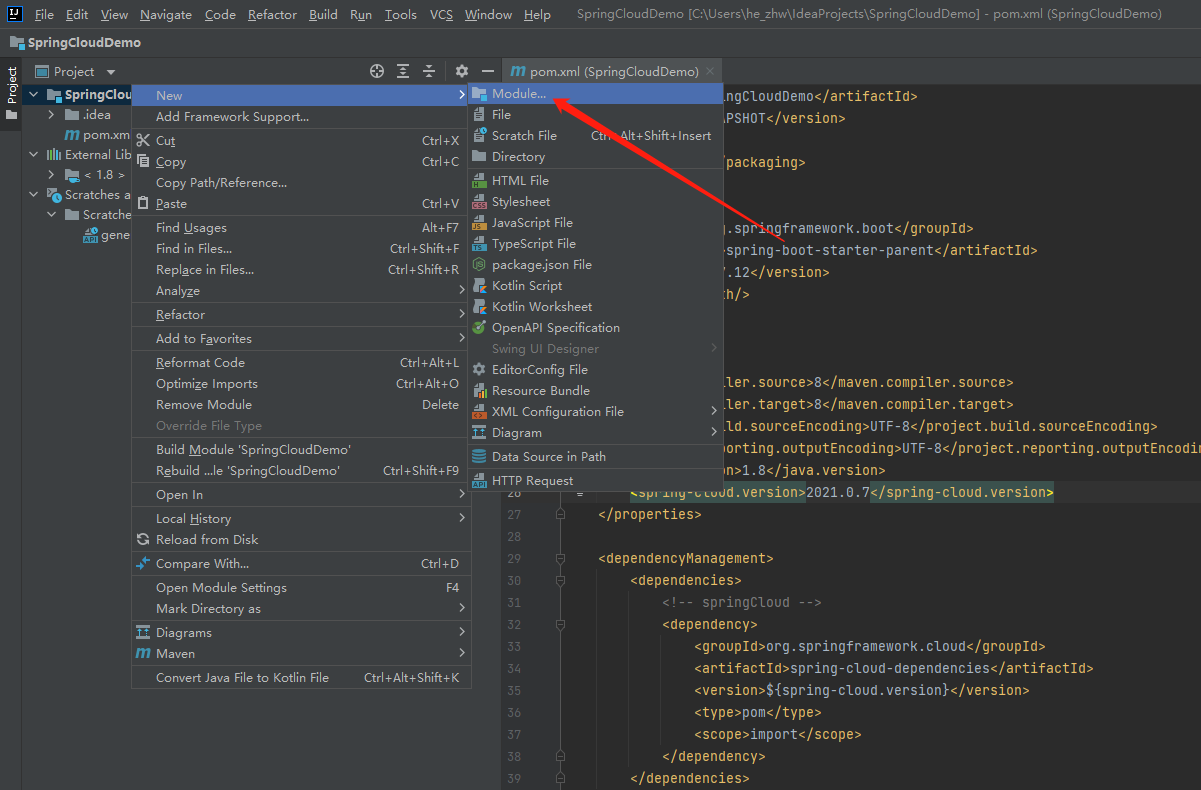 File Edit View Navigate Code Refactor Build Run Tools VCS Window Help SpringCloudDemo [C:\Users\he_zhw\IdeaProjects\SpringCloudDemo] - pom.xml (SpringCloudDemo)
SpringCloudDemo
Project
Project
pom.xml (SpringCloudDemo)
SpringClou
.idea
pom.xm
External Lib
< 1.8 >
Scratches a
Scratche
gene
New
Add Framework Support...
Cut Ctrl+X
Copy Ctrl+C
Copy Path/Reference...
Paste Ctrl+V
Find Usages Alt+F7
Find in Files... Ctrl+Shift+F
Replace in Files... Ctrl+Shift+R
Analyze
Refactor
Add to Favorites
Reformat Code Ctrl+Alt+L
Optimize Imports Ctrl+Alt+O
Remove Module Delete
Override File Type
Build Module 'SpringCloudDemo'
Rebuild ...le 'SpringCloudDemo' Ctrl+Shift+F9
Open In
Local History
Reload from Disk
Compare With... Ctrl+D
Open Module Settings F4
Mark Directory as
Diagrams
Maven
Convert Java File to Kotlin File Ctrl+Alt+Shift+K
Module...
File
Scratch File Ctrl+Alt+Shift+Insert
Directory
HTML File
Stylesheet
JavaScript File
TypeScript File
package.json File
Kotlin Script
Kotlin Worksheet
OpenAPI Specification
Swing UI Designer
EditorConfig File
Resource Bundle
XML Configuration File
Diagram
Data Source in Path
HTTP Request
ngCloudDemo</artifactId>
PSHOT</version>
/packaging>
g.springframework.boot</groupId>
>spring-boot-starter-parent</artifactId>
7.12</version>
th/>
iler.source>8</maven.compiler.source>
iler.target>8</maven.compiler.target>
ild.sourceEncoding>UTF-8</project.build.sourceEncoding>
orting.outputEncoding>UTF-8</project.reporting.outputEncoding
on>1.8</java.version>
26 <spring-cloud.version>2021.0.7</spring-cloud.version>
27 </properties>
28
29 <dependencyManagement>
30 <dependencies>
31 <!-- springCloud -->
32 <dependency>
33 <groupId>org.springframework.cloud</groupId>
34 <artifactId>spring-cloud-dependencies</artifactId>
35 <version>${spring-cloud.version}</version>
36 <type>pom</type>
37 <scope>import</scope>
38 </dependency>
39 </dependencies>